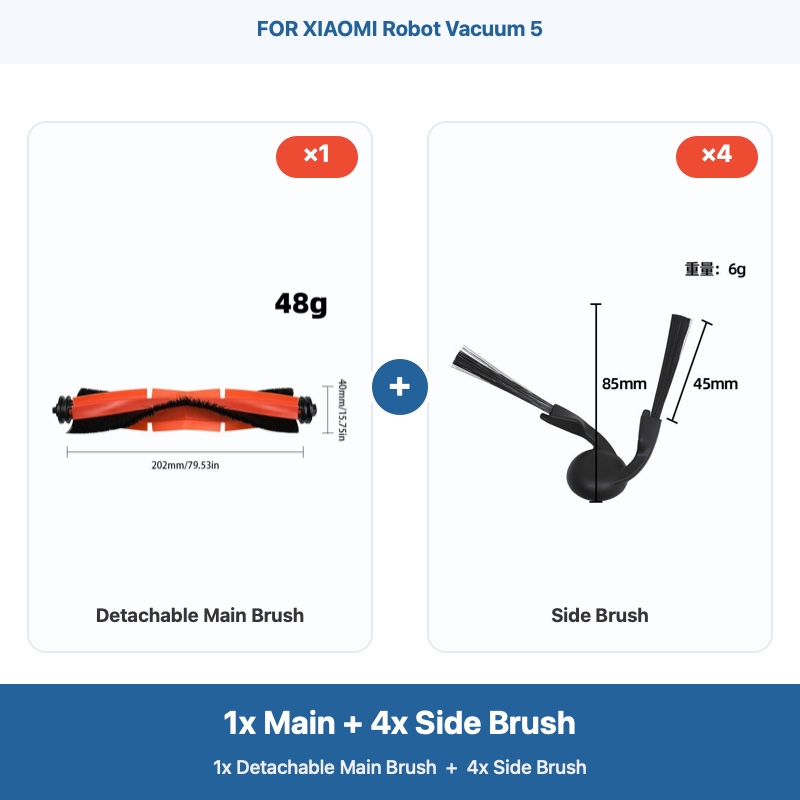 FOR XIAOMI Robot Vacuum 5
×1
48g
40mm/15.75in
202mm/79.53in
Detachable Main Brush
+
×4
重量：6g
85mm
45mm
Side Brush
1x Main + 4x Side Brush
1x Detachable Main Brush + 4x Side Brush